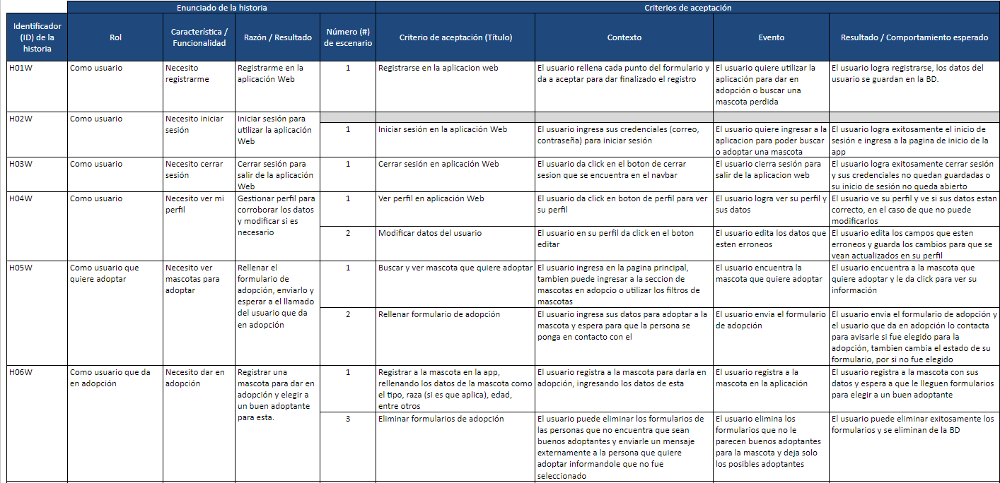 Enunciado de la historia
Criterios de aceptación
Identificador
(ID) de la
historia
Rol
Característica /
Funcionalidad
Razón / Resultado
Número (#)
de escenario
Criterio de aceptación (Título)
Contexto
Evento
Resultado / Comportamiento esperado
H01W
Como usuario
Necesito
registrarme
Registrarme en la
aplicación Web
1
Registrarse en la aplicacion web
El usuario rellena cada punto del formulario y
da a aceptar para dar finalizado el registro
El usuario quiere utilizar la
aplicación para dar en
adopción o buscar una
mascota perdida
El usuario logra registrarse, los datos del
usuario se guardan en la BD.
H02W
Como usuario
Necesito iniciar
sesión
Iniciar sesión para
utilizar la aplicación
Web
1
Iniciar sesión en la aplicación Web
El usuario ingresa sus credenciales (correo,
contraseña) para iniciar sesión
El usuario quiere ingresar a la
aplicacion para poder buscar
o adoptar una mascota
El usuario logra exitosamente el inicio de
sesión e ingresa a la pagina de inicio de la
app
H03W
Como usuario
Necesito cerrar
sesión
Cerrar sesión para
salir de la aplicación
Web
1
Cerrar sesión en aplicación Web
El usuario da click en el boton de cerrar
sesion que se encuentra en el navbar
El usuario cierra sesión para
salir de la aplicacion web
El usuario logra exitosamente cerrar sesión
y sus credenciales no quedan guardadas o
su inicio de sesión no queda abierto
H04W
Como usuario
Necesito ver mi
perfil
Gestionar perfil para
corroborar los datos
y modificar si es
necesario
1
Ver perfil en aplicación Web
El usuario da click en boton de perfil para ver
su perfil
El usuario logra ver su perfil y
sus datos
El usuario ve su perfil y ve si sus datos estan
correcto, en el caso de que no puede
modificarlos
2
Modificar datos del usuario
El usuario en su perfil da click en el boton
editar
El usuario edita los datos que
esten erroneos
El usuario edita los campos que esten
erroneos y guarda los cambios para que se
vean actualizados en su perfil
H05W
Como usuario que
quiere adoptar
Necesito ver
mascotas para
adoptar
Rellenar el
formulario de
adopción, enviarlo y
esperar a el llamado
del usuario que da
en adopción
1
Buscar y ver mascota que quiere adoptar
El usuario ingresa en la pagina principal,
tambien puede ingresar a la seccion de
mascotas en adopcio o utilizar los filtros de
mascotas
El usuario encuentra la
mascota que quiere adoptar
El usuario encuentra a la mascota que
quiere adoptar y le da click para ver su
información
2
Rellenar formulario de adopción
El usuario ingresa sus datos para adoptar a la
mascota y espera para que la persona se
ponga en contacto con el
El usuario envia el formulario
de adopción
El usuario envia el formulario de adopción y
el usuario que da en adopción lo contacta
para avisarle si fue elegido para la
adopción, tambien cambia el estado de su
formulario, por si no fue elegido
H06W
Como usuario que da
en adopción
Necesito dar en
adopción
Registrar una
mascota para dar en
adopción y elegir a
un buen adoptante
para esta.
1
Registrar a la mascota en la app,
rellenando los datos de la mascota como
el tipo, raza (si es que aplica), edad,
entre otros
El usuario registra a la mascota para darla en
adopción, ingresando los datos de esta
El usuario registra a la
mascota en la aplicación
El usuario registra a la mascota con sus
datos y espera a que le lleguen formularios
para elegir a un buen adoptante
3
Eliminar formularios de adopción
El usuario puede eliminar los formularios de
las personas que no encuentra que sean
buenos adoptantes y enviarle un mensaje
externamente a la persona que quiere
adoptar informandole que no fue
seleccionado
El usuario elimina los
formularios que no le
parecen buenos adoptantes
para la mascota y deja solo
los posibles adoptantes
El usuario puede eliminar exitosamente los
formularios y se eliminan de la BD